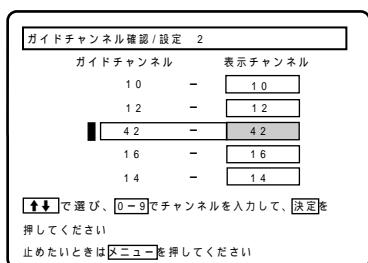 ガイドチャンネル確認/設定 2
ガイドチャンネル 表示チャンネル
10 － 10
12 － 12
42 － 42
16 － 16
14 － 14
⬆⬇で選び、0－9でチャンネルを入力して、決定を
押してください
止めたいときはメニューを押してください